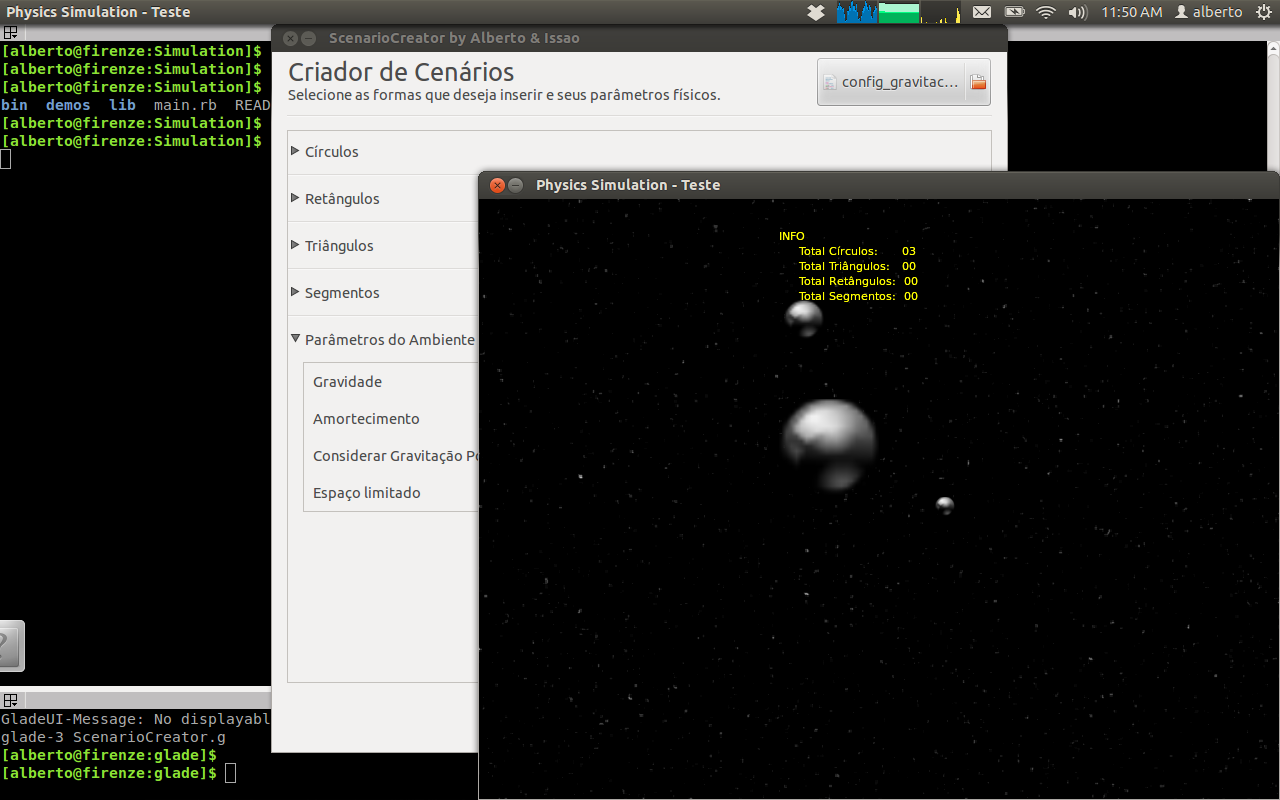 Physics Simulation - Teste
11:50 AM
alberto
[alberto@firenze:Simulation]$
[alberto@firenze:Simulation]$
[alberto@firenze:Simulation]$
bin demos lib main.rb READ
[alberto@firenze:Simulation]$
[alberto@firenze:Simulation]$
ScenarioCreator by Alberto & Issao
Criador de Cenários
Selecione as formas que deseja inserir e seus parâmetros físicos.
config_gravitac...
Círculos
Retângulos
Triângulos
Segmentos
Parâmetros do Ambiente
Gravidade
Amortecimento
Considerar Gravitação Po
Espaço limitado
Physics Simulation - Teste
INFO
Total Círculos: 03
Total Triângulos: 00
Total Retângulos: 00
Total Segmentos: 00
GladeUI-Message: No displayabl
glade-3 ScenarioCreator.g
[alberto@firenze:glade]$
[alberto@firenze:glade]$